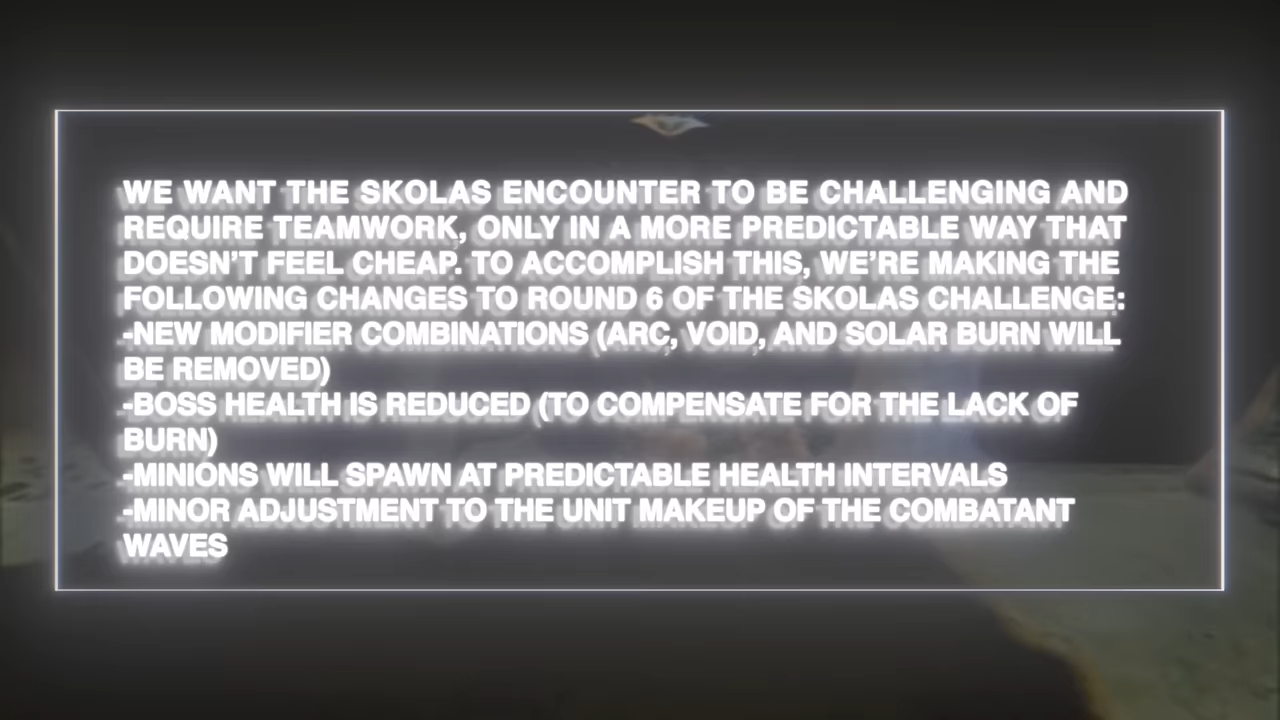 WE WANT THE SKOLAS ENCOUNTER TO BE CHALLENGING AND
REQUIRE TEAMWORK, ONLY IN A MORE PREDICTABLE WAY THAT
DOESN’T FEEL CHEAP. TO ACCOMPLISH THIS, WE’RE MAKING THE
FOLLOWING CHANGES TO ROUND 6 OF THE SKOLAS CHALLENGE:
-NEW MODIFIER COMBINATIONS (ARC, VOID, AND SOLAR BURN WILL
BE REMOVED)
-BOSS HEALTH IS REDUCED (TO COMPENSATE FOR THE LACK OF
BURN)
-MINIONS WILL SPAWN AT PREDICTABLE HEALTH INTERVALS
-MINOR ADJUSTMENT TO THE UNIT MAKEUP OF THE COMBATANT
WAVES